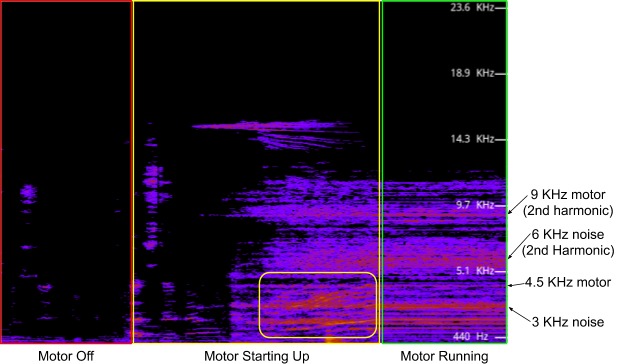 23.6 KHz
18.9 KHz
14.3 KHz
9.7 KHz
5.1 KHz
440 Hz
9 KHz motor
(2nd harmonic)
6 KHz noise
(2nd Harmonic)
4.5 KHz motor
3 KHz noise
Motor Off
Motor Starting Up
Motor Running